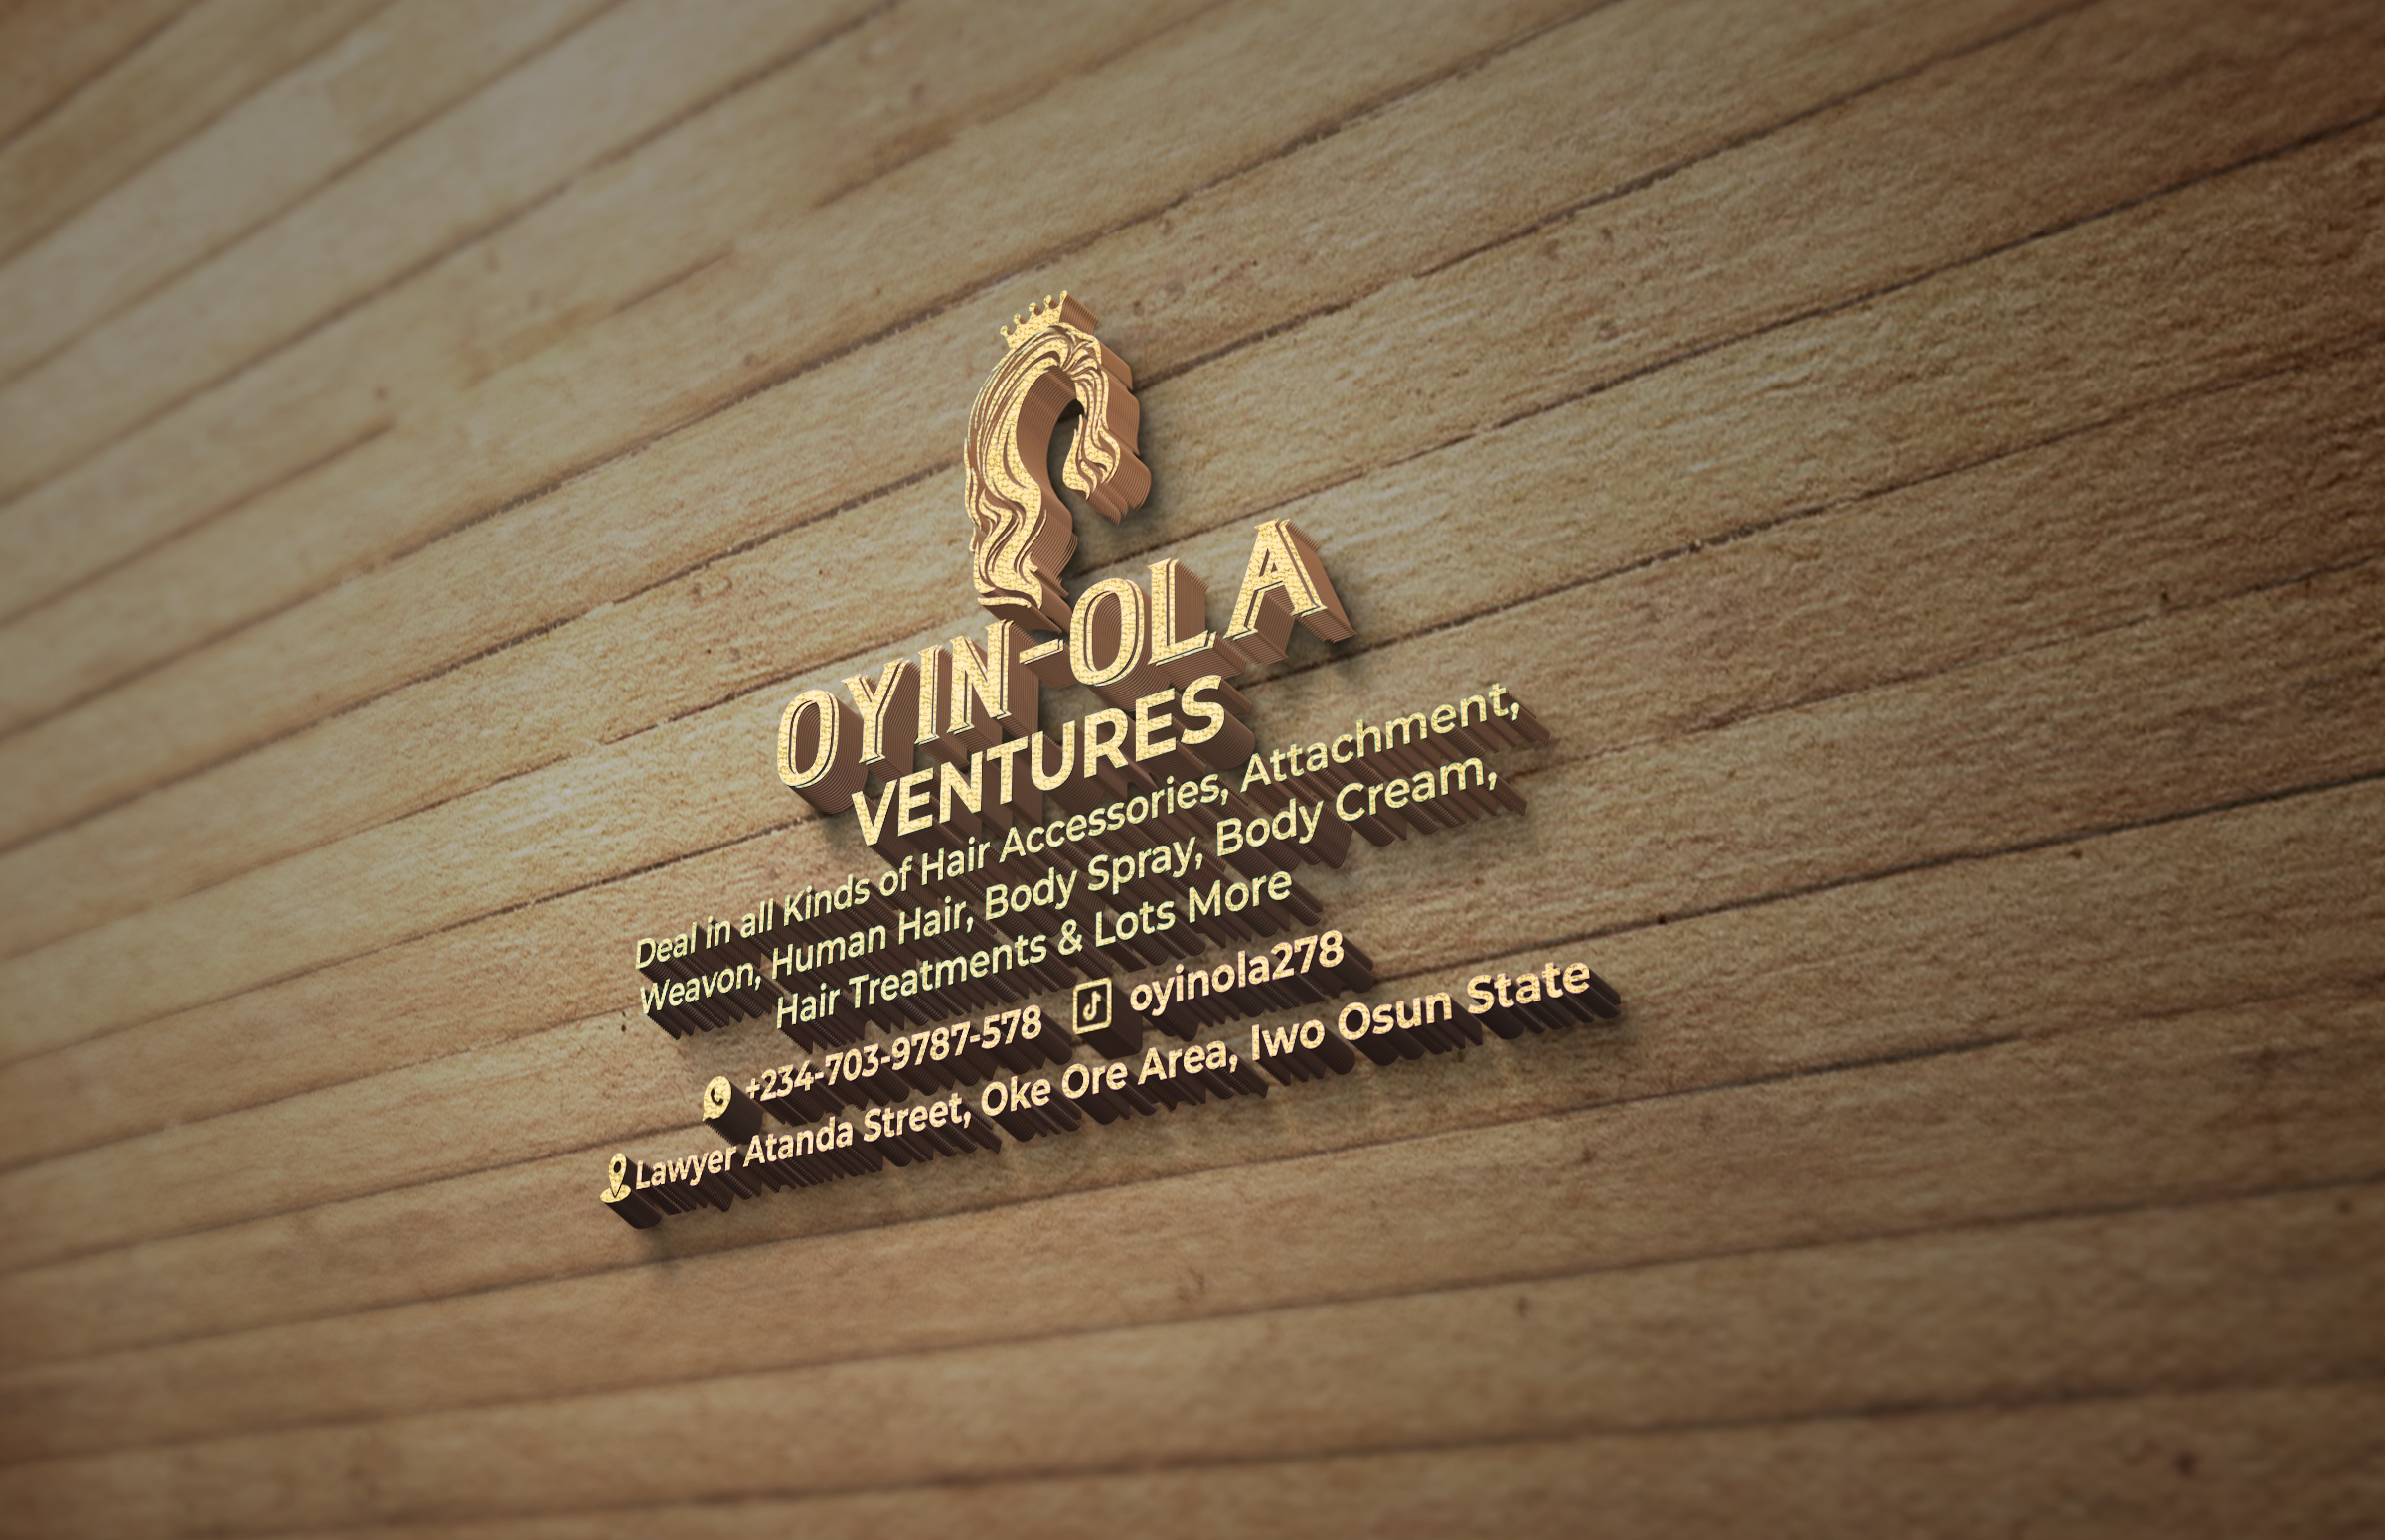 OYIN-OLA
VENTURES
Deal in all Kinds of Hair Accessories, Attachment,
Weavon, Human Hair, Body Spray, Body Cream,
Hair Treatments & Lots More
+234-703-9787-578 oyinola278
Lawyer Atanda Street, Oke Ore Area, Iwo Osun State